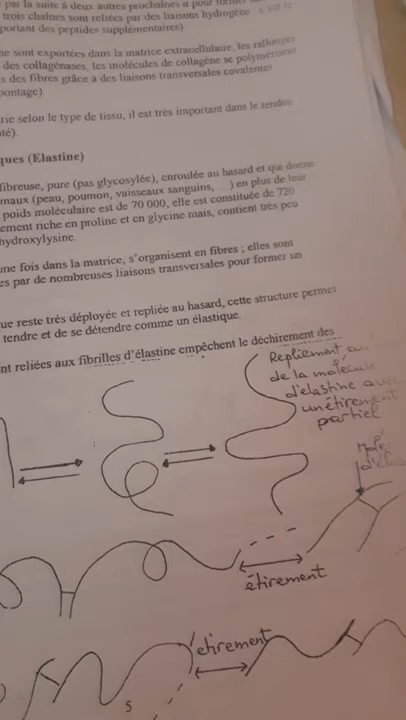 par la suite à deux autres prochaines α pour former
trois chaînes sont reliées par des liaisons hydrogène
portant des peptides supplémentaires)
ne sont exportées dans la matrice extracellulaire, les rallonges
des collagénases, les molécules de collagène se polymérisent
s des fibres grâce à des liaisons transversales covalentes
pontage)
rie selon le type de tissu, il est très important dans le tendon
té).
ques (Elastine)
fibreuse, pure (pas glycosylée), enroulée au hasard et qui donne
maux (peau, poumon, vaisseaux sanguins, ...) en plus de leur
poids moléculaire est de 70 000, elle est constituée de 720
ement riche en proline et en glycine mais, contient très peu
hydroxylysine.
une fois dans la matrice, s'organisent en fibres ; elles sont
es par de nombreuses liaisons transversales pour former un
ue reste très déployée et repliée au hasard, cette structure permet
tendre et de se détendre comme un élastique.
nt reliées aux fibrilles d'élastine empêchent le déchirement des
Repliement
de la molécul
d'élastine av
un étirement
partiel
Molé
d'él
étirement
étirement
s